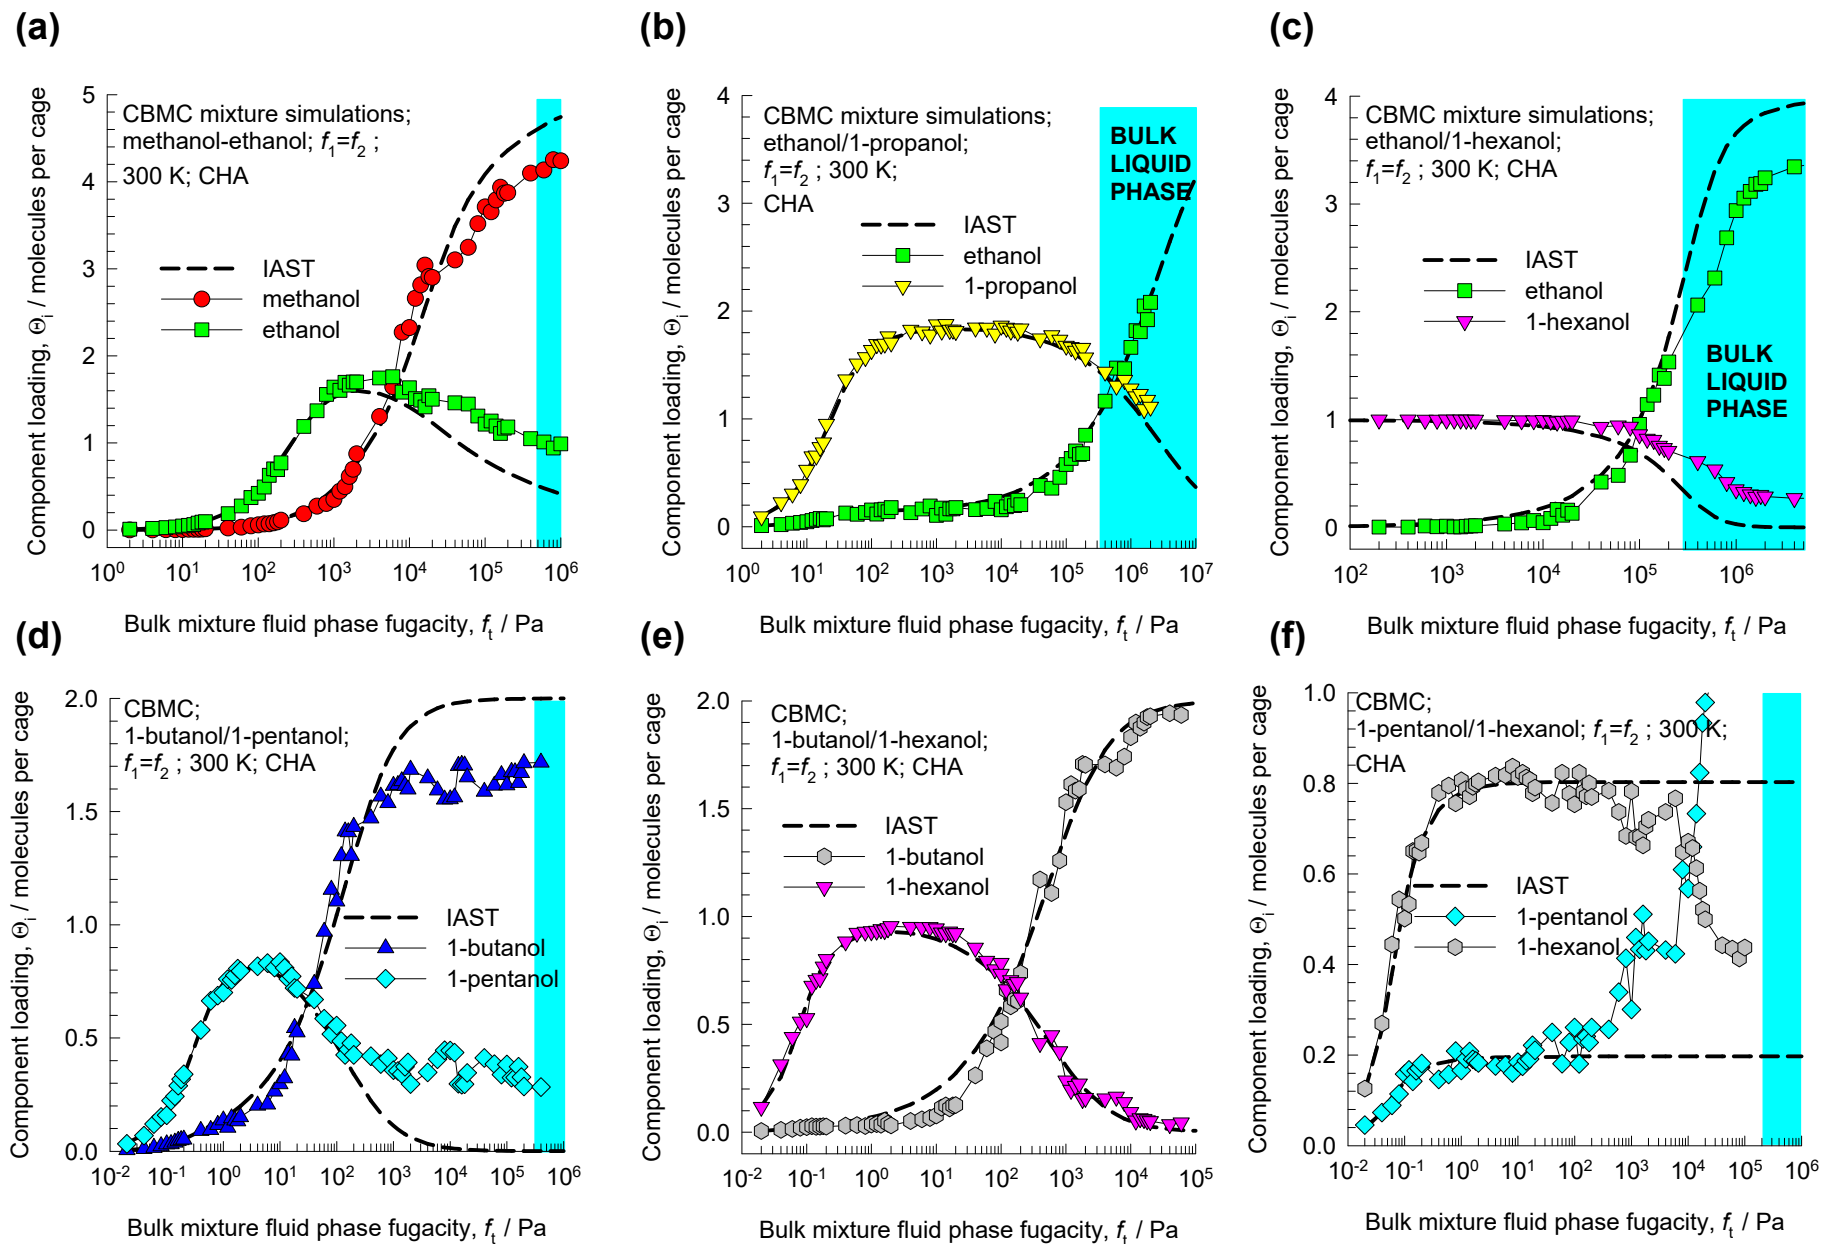 (a)
CBMC mixture simulations;
methanol-ethanol; f1=f2 ;
300 K; CHA
IAST
methanol
ethanol
Component loading, Θi / molecules per cage
5
4
3
2
1
0
10^0 10^1 10^2 10^3 10^4 10^5 10^6
Bulk mixture fluid phase fugacity, ft / Pa
(b)
CBMC mixture simulations;
ethanol/1-propanol;
f1=f2 ; 300 K;
CHA
BULK
LIQUID
PHASE
IAST
ethanol
1-propanol
Component loading, Θi / molecules per cage
4
3
2
1
0
10^0 10^1 10^2 10^3 10^4 10^5 10^6 10^7
Bulk mixture fluid phase fugacity, ft / Pa
(c)
CBMC mixture simulations;
ethanol/1-hexanol;
f1=f2 ; 300 K; CHA
IAST
ethanol
1-hexanol
BULK
LIQUID
PHASE
Component loading, Θi / molecules per cage
4
3
2
1
0
10^2 10^3 10^4 10^5 10^6
Bulk mixture fluid phase fugacity, ft / Pa
(d)
CBMC;
1-butanol/1-pentanol;
f1=f2 ; 300 K; CHA
IAST
1-butanol
1-pentanol
Component loading, Θi / molecules per cage
2.0
1.5
1.0
0.5
0.0
10^-2 10^-1 10^0 10^1 10^2 10^3 10^4 10^5 10^6
Bulk mixture fluid phase fugacity, ft / Pa
(e)
CBMC;
1-butanol/1-hexanol;
f1=f2 ; 300 K; CHA
IAST
1-butanol
1-hexanol
Component loading, Θi / molecules per cage
2.0
1.5
1.0
0.5
0.0
10^-2 10^-1 10^0 10^1 10^2 10^3 10^4 10^5
Bulk mixture fluid phase fugacity, ft / Pa
(f)
CBMC;
1-pentanol/1-hexanol; f1=f2 ; 300 K;
CHA
IAST
1-pentanol
1-hexanol
Component loading, Θi / molecules per cage
1.0
0.8
0.6
0.4
0.2
0.0
10^-2 10^-1 10^0 10^1 10^2 10^3 10^4 10^5 10^6
Bulk mixture fluid phase fugacity, ft / Pa